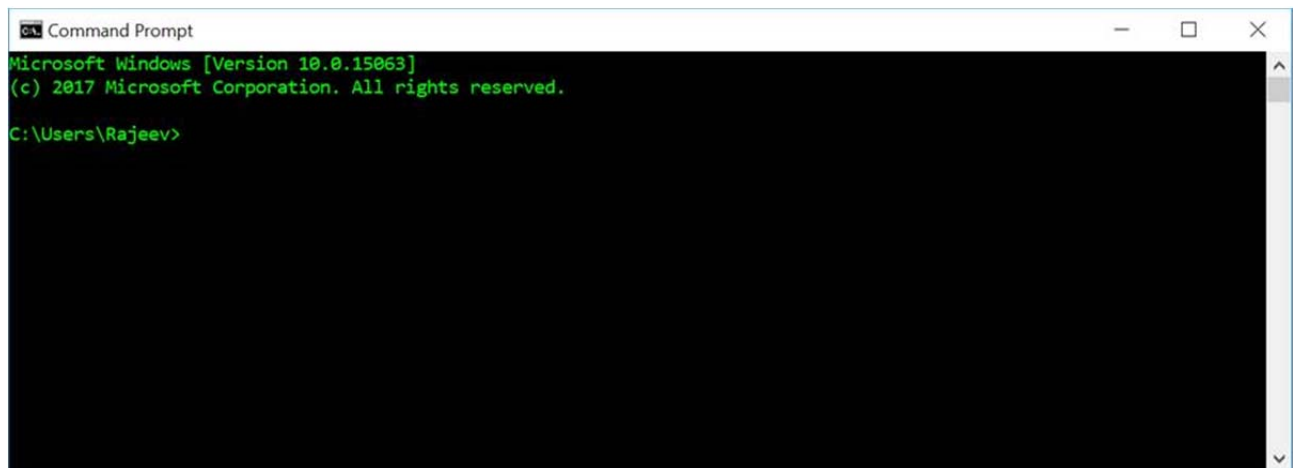 Command Prompt
Microsoft Windows [Version 10.0.15063]
(c) 2017 Microsoft Corporation. All rights reserved.
C:\Users\Rajeev>